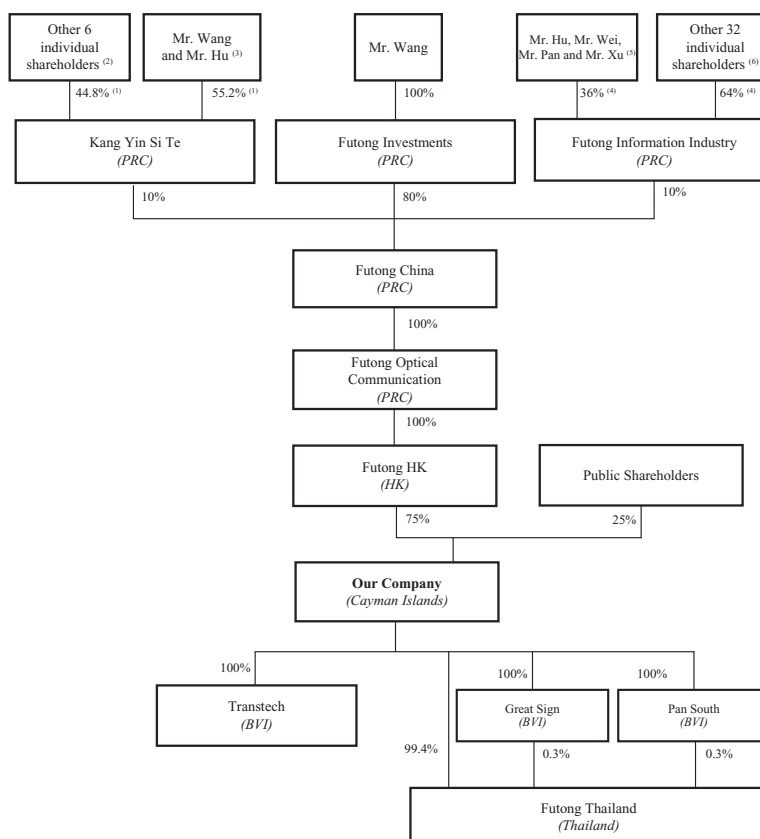 Other 6
individual
shareholders (2)
Mr. Wang
and Mr. Hu (3)
Mr. Wang
Mr. Hu, Mr. Wei,
Mr. Pan and Mr. Xu (5)
Other 32
individual
shareholders (6)
44.8% (1)
55.2% (1)
100%
36% (4)
64% (4)
Kang Yin Si Te
(PRC)
Futong Investments
(PRC)
Futong Information Industry
(PRC)
10%
80%
10%
Futong China
(PRC)
100%
Futong Optical
Communication
(PRC)
100%
Futong HK
(HK)
Public Shareholders
75%
25%
Our Company
(Cayman Islands)
100%
100%
100%
Transtech
(BVI)
Great Sign
(BVI)
Pan South
(BVI)
99.4%
0.3%
0.3%
Futong Thailand
(Thailand)